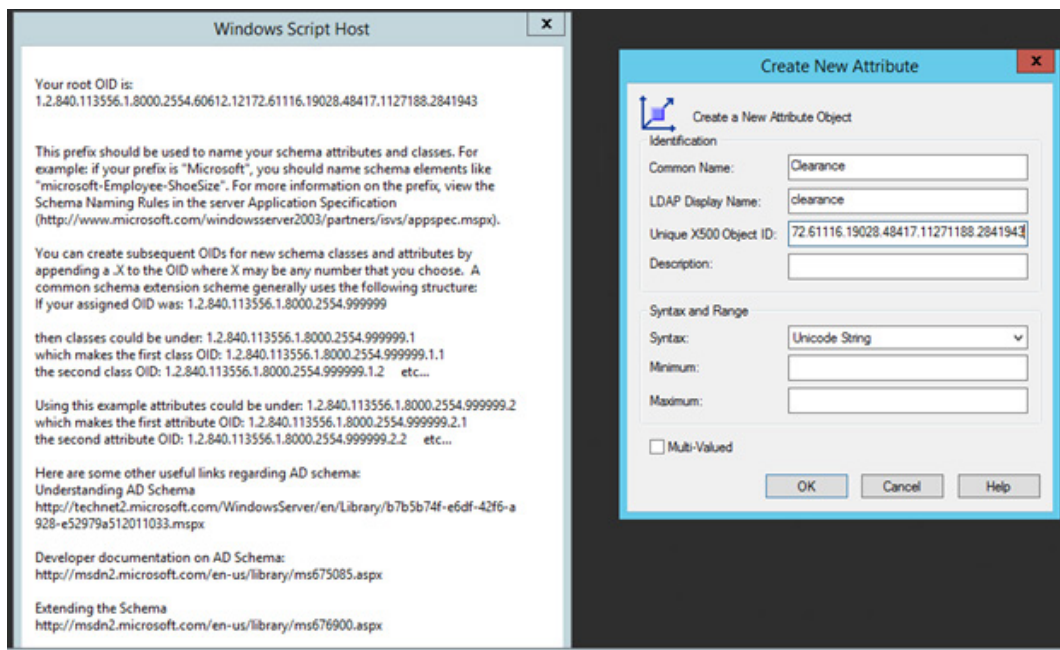 Windows Script Host
x
Your root OID is:
1.2.840.113556.1.8000.2554.60612.12172.61116.19028.48417.1127188.2841943
This prefix should be used to name your schema attributes and classes. For
example: if your prefix is "Microsoft", you should name schema elements like
"microsoft-Employee-ShoeSize". For more information on the prefix, view the
Schema Naming Rules in the server Application Specification
(http://www.microsoft.com/windowsserver2003/partners/isvs/appspec.mspx).
You can create subsequent OIDs for new schema classes and attributes by
appending a .X to the OID where X may be any number that you choose. A
common schema extension scheme generally uses the following structure:
If your assigned OID was: 1.2.840.113556.1.8000.2554.999999
then classes could be under: 1.2.840.113556.1.8000.2554.999999.1
which makes the first class OID: 1.2.840.113556.1.8000.2554.999999.1.1
the second class OID: 1.2.840.113556.1.8000.2554.999999.1.2 etc...
Using this example attributes could be under: 1.2.840.113556.1.8000.2554.999999.2
which makes the first attribute OID: 1.2.840.113556.1.8000.2554.999999.2.1
the second attribute OID: 1.2.840.113556.1.8000.2554.999999.2.2 etc...
Here are some other useful links regarding AD schema:
Understanding AD Schema
http://technet2.microsoft.com/WindowsServer/en/Library/b7b5b74f-e6df-42f6-a
928-e52979a512011033.mspx
Developer documentation on AD Schema:
http://msdn2.microsoft.com/en-us/library/ms675085.aspx
Extending the Schema
http://msdn2.microsoft.com/en-us/library/ms676900.aspx
Create New Attribute
x
Create a New Attribute Object
Identification
Common Name: Clearance
LDAP Display Name: clearance
Unique X500 Object ID: 72.61116.19028.48417.11271188.2841943
Description:
Syntax and Range
Syntax: Unicode String
Minimum:
Maximum:
Multi-Valued
OK Cancel Help